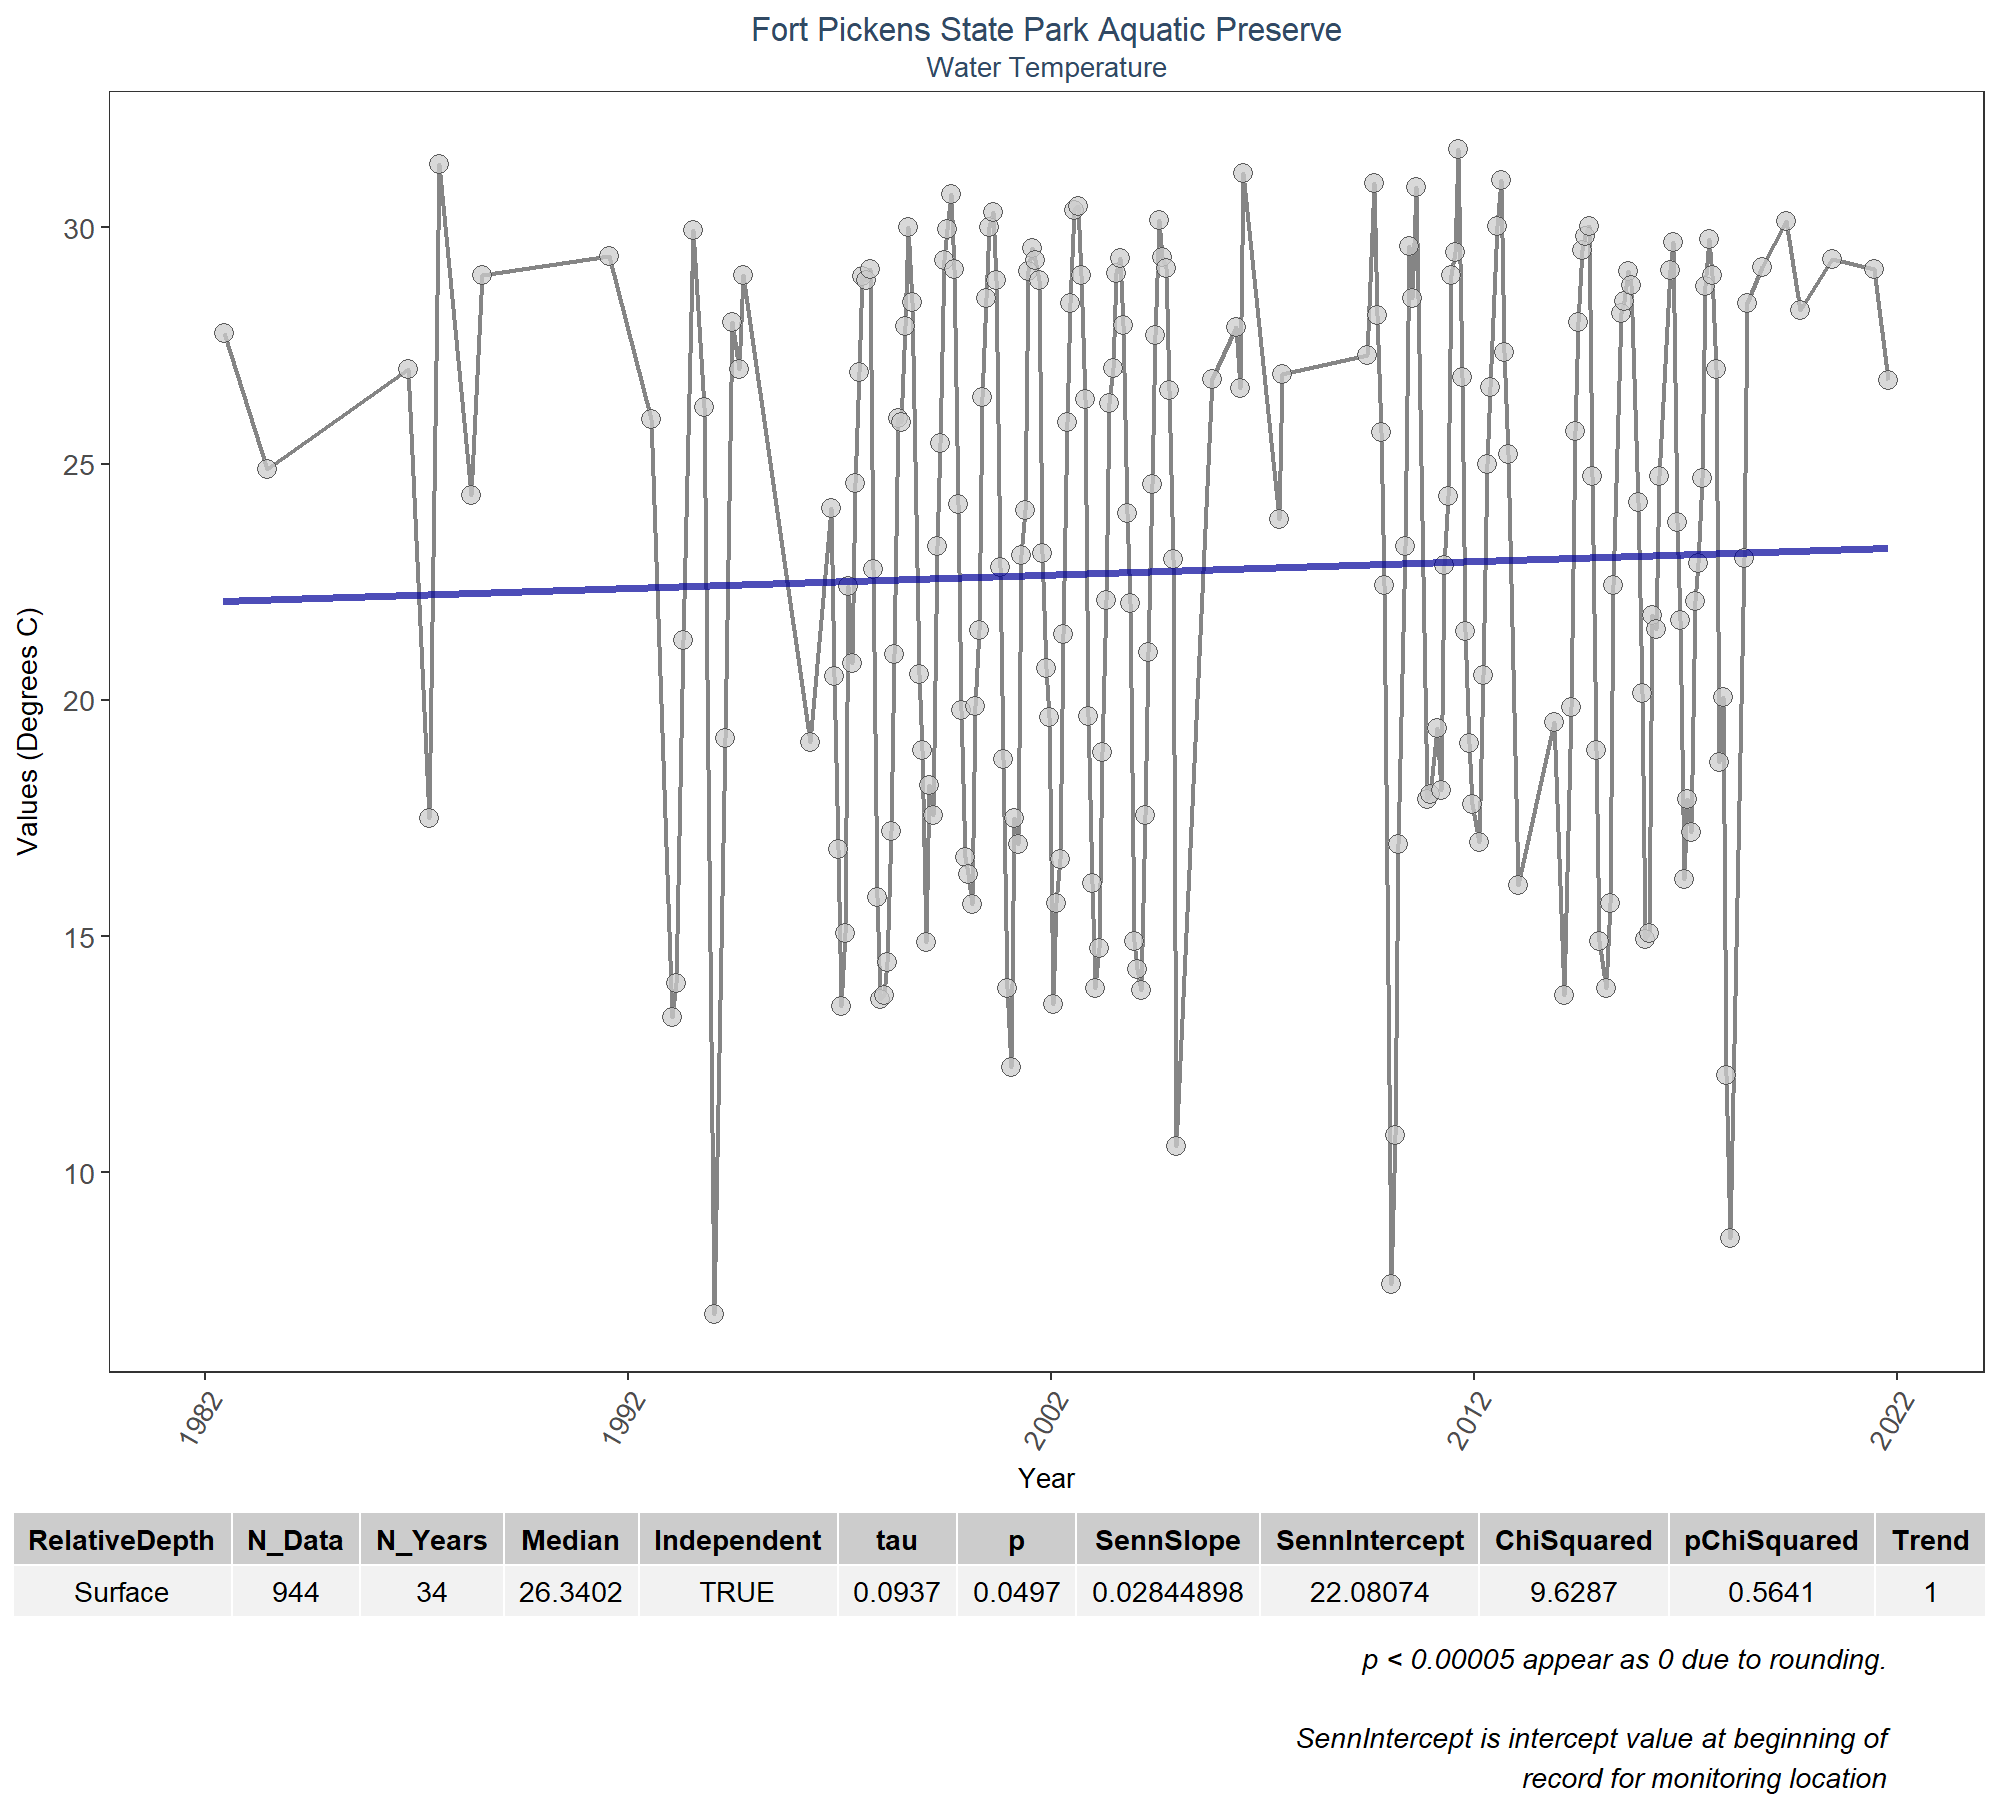 Fort Pickens State Park Aquatic Preserve
Water Temperature
Values (Degrees C)
30
25
20
15
10
1982
1992
2002
2012
2022
Year
RelativeDepth N_Data N_Years Median Independent tau p SennSlope SennIntercept ChiSquared pChiSquared Trend
Surface 944 34 26.3402 TRUE 0.0937 0.0497 0.02844898 22.08074 9.6287 0.5641 1
p < 0.00005 appear as 0 due to rounding.
SennIntercept is intercept value at beginning of
record for monitoring location